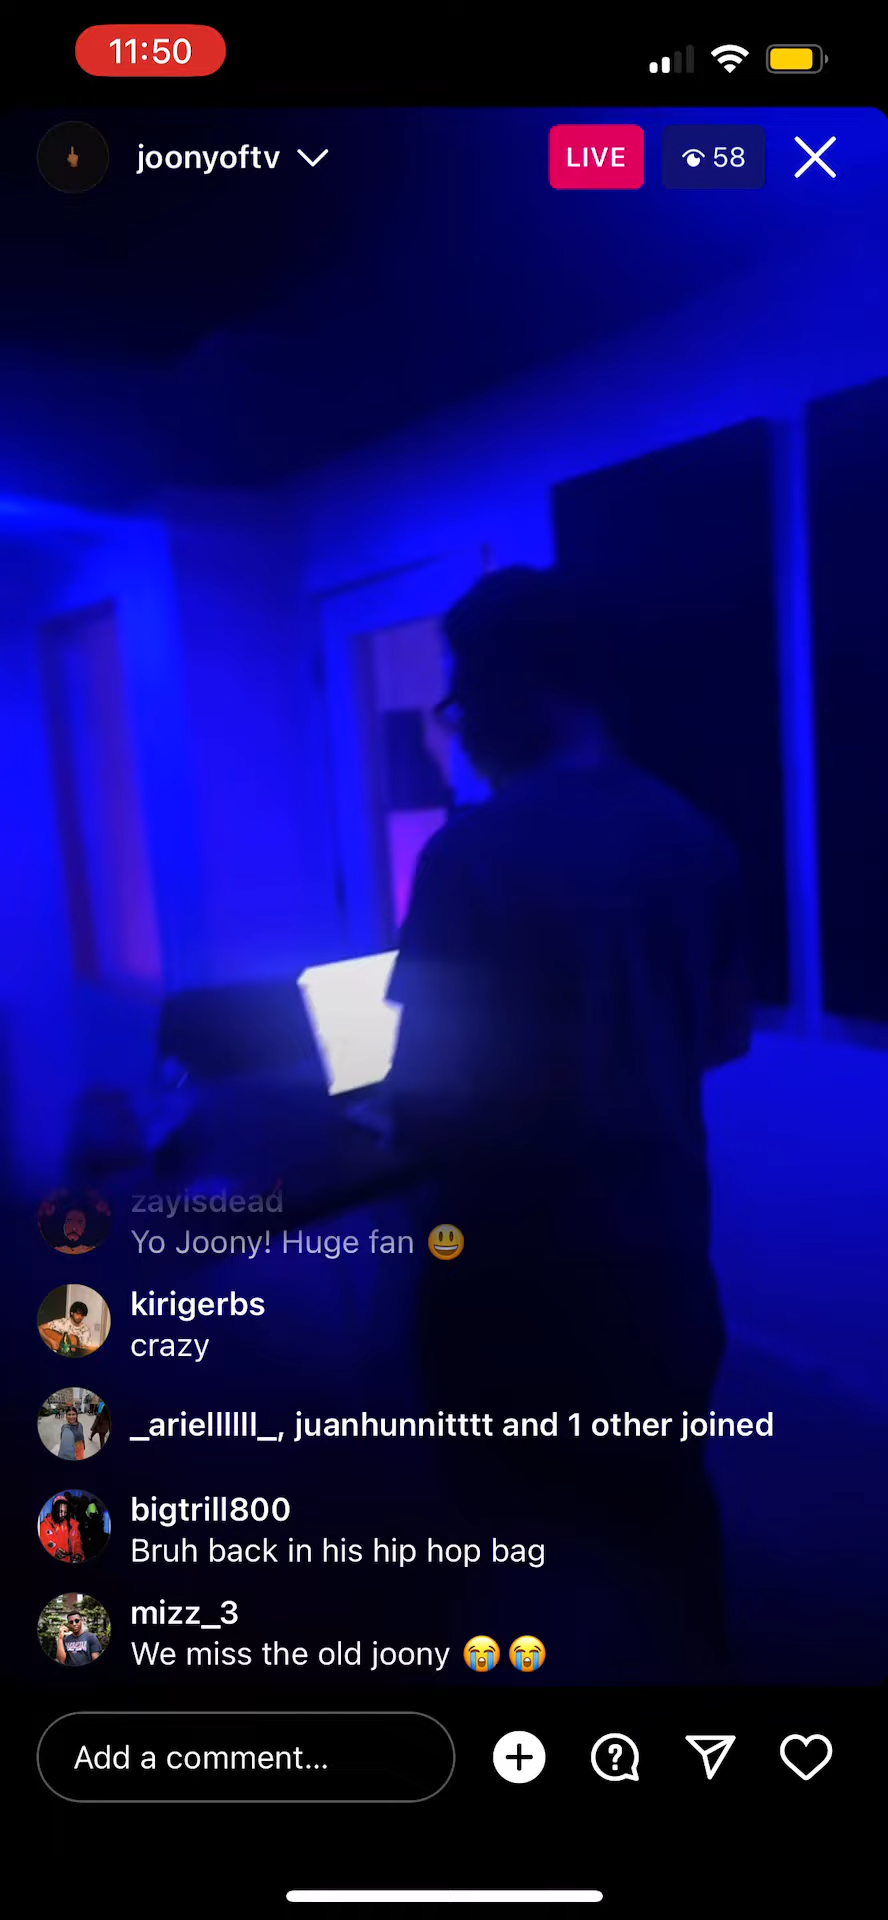 11:50
joonyoftv
LIVE
58
zayisdead
Yo Joony! Huge fan 😃
kirigerbs
crazy
_ariellllll_, juanhunnitttt and 1 other joined
bigtrill800
Bruh back in his hip hop bag
mizz_3
We miss the old joony 😭😭
Add a comment...